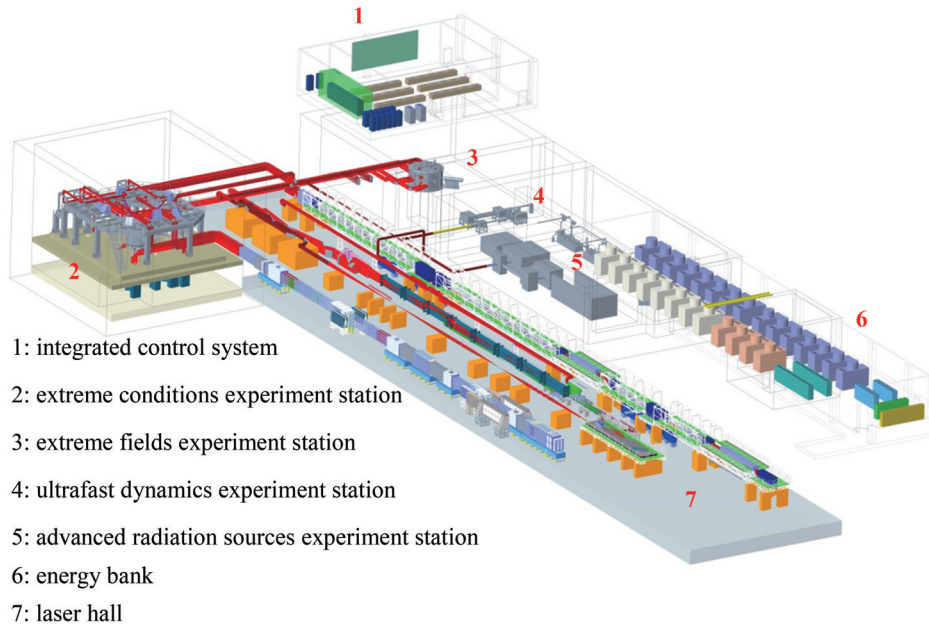 1
3
4
5
2
6
1: integrated control system
2: extreme conditions experiment station
3: extreme fields experiment station
4: ultrafast dynamics experiment station
7
5: advanced radiation sources experiment station
6: energy bank
7: laser hall